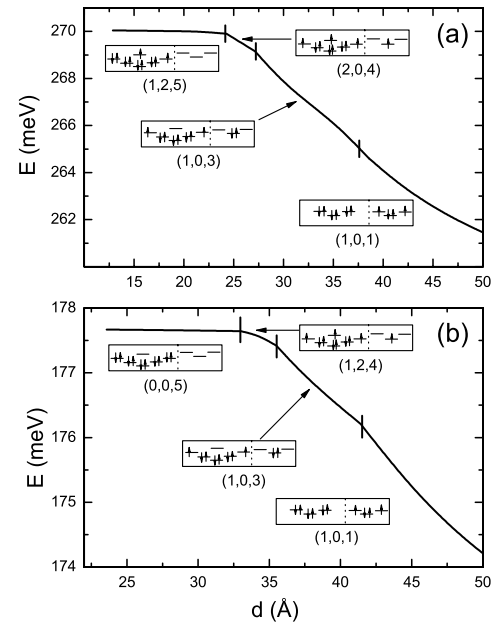 (a)
270
268
266
264
262
E (meV)
(1,2,5)
(2,0,4)
(1,0,3)
(1,0,1)
15 20 25 30 35 40 45 50
(b)
178
177
176
175
174
E (meV)
(0,0,5)
(1,2,4)
(1,0,3)
(1,0,1)
25 30 35 40 45 50
d (Å)